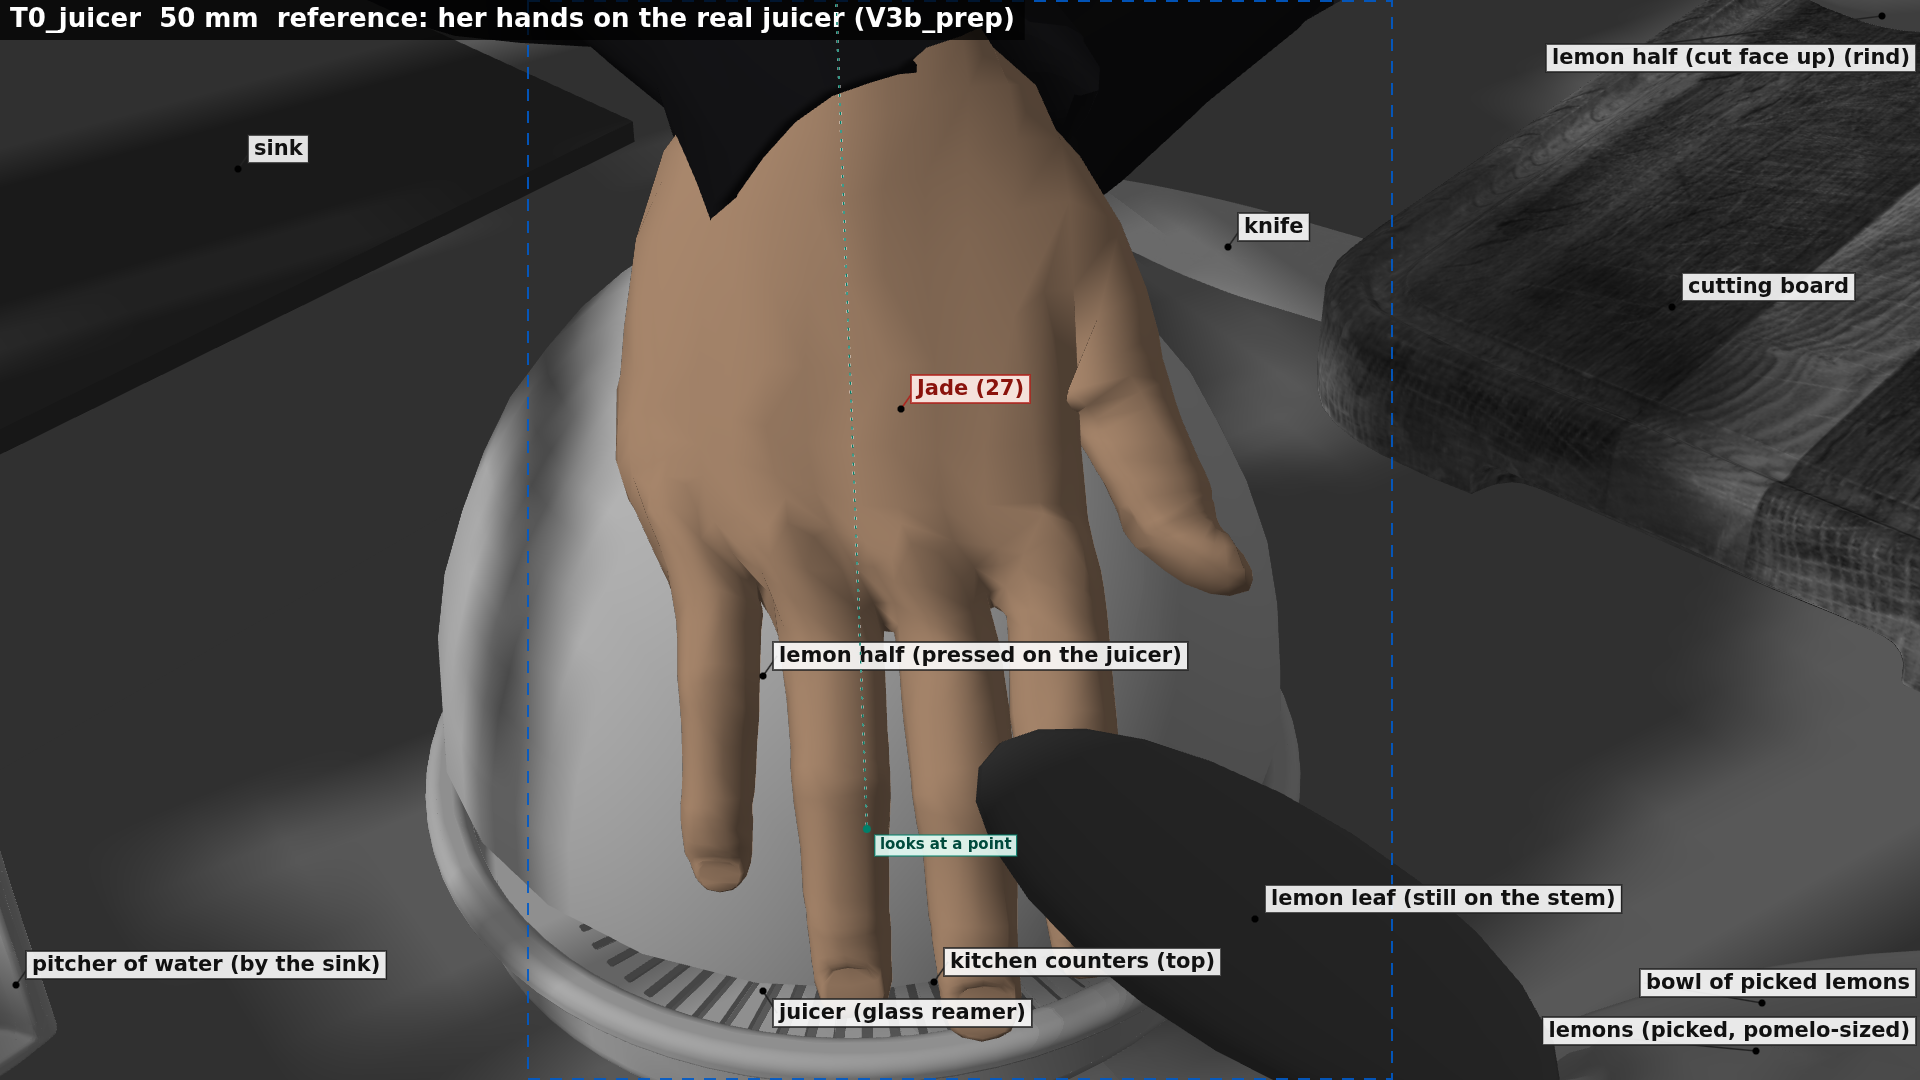 T0_juicer  50 mm  reference: her hands on the real juicer (V3b_prep)
lemon half (cut face up) (rind)
sink
knife
cutting board
Jade (27)
lemon half (pressed on the juicer)
looks at a point
lemon leaf (still on the stem)
pitcher of water (by the sink)
kitchen counters (top)
bowl of picked lemons
juicer (glass reamer)
lemons (picked, pomelo-sized)